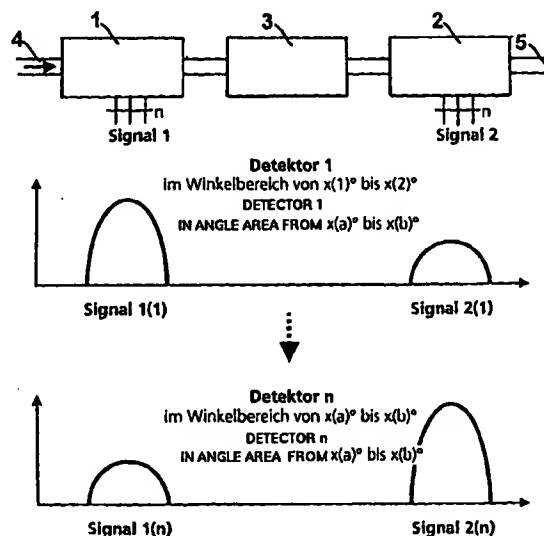 1
3
2
4
5
n
n
Signal 1
Signal 2
Detektor 1
im Winkelbereich von x(1)° bis x(2)°
DETECTOR 1
IN ANGLE AREA FROM x(a)° bis x(b)°
Signal 1(1)
Signal 2(1)
Detektor n
im Winkelbereich von x(a)° bis x(b)°
DETECTOR n
IN ANGLE AREA FROM x(a)° bis x(b)°
Signal 1(n)
Signal 2(n)